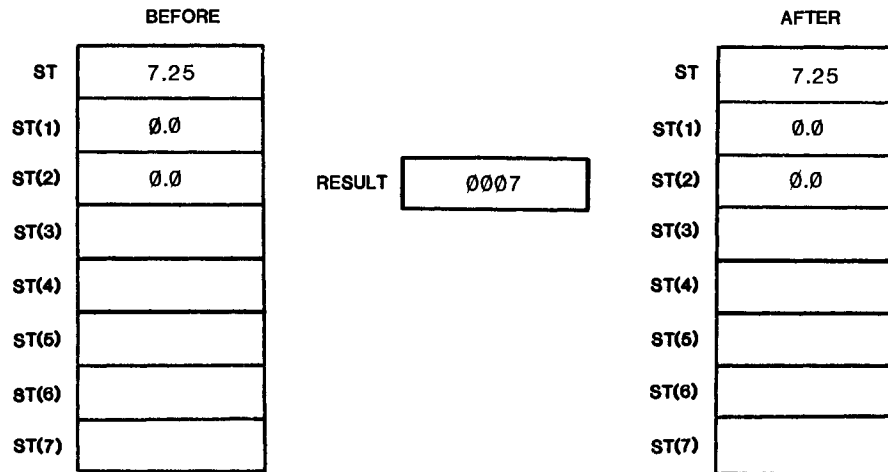 BEFORE
ST 7.25
ST(1) Ø.Ø
ST(2) Ø.Ø
ST(3)
ST(4)
ST(5)
ST(6)
ST(7)
RESULT ØØØ7
AFTER
ST 7.25
ST(1) Ø.Ø
ST(2) Ø.Ø
ST(3)
ST(4)
ST(5)
ST(6)
ST(7)